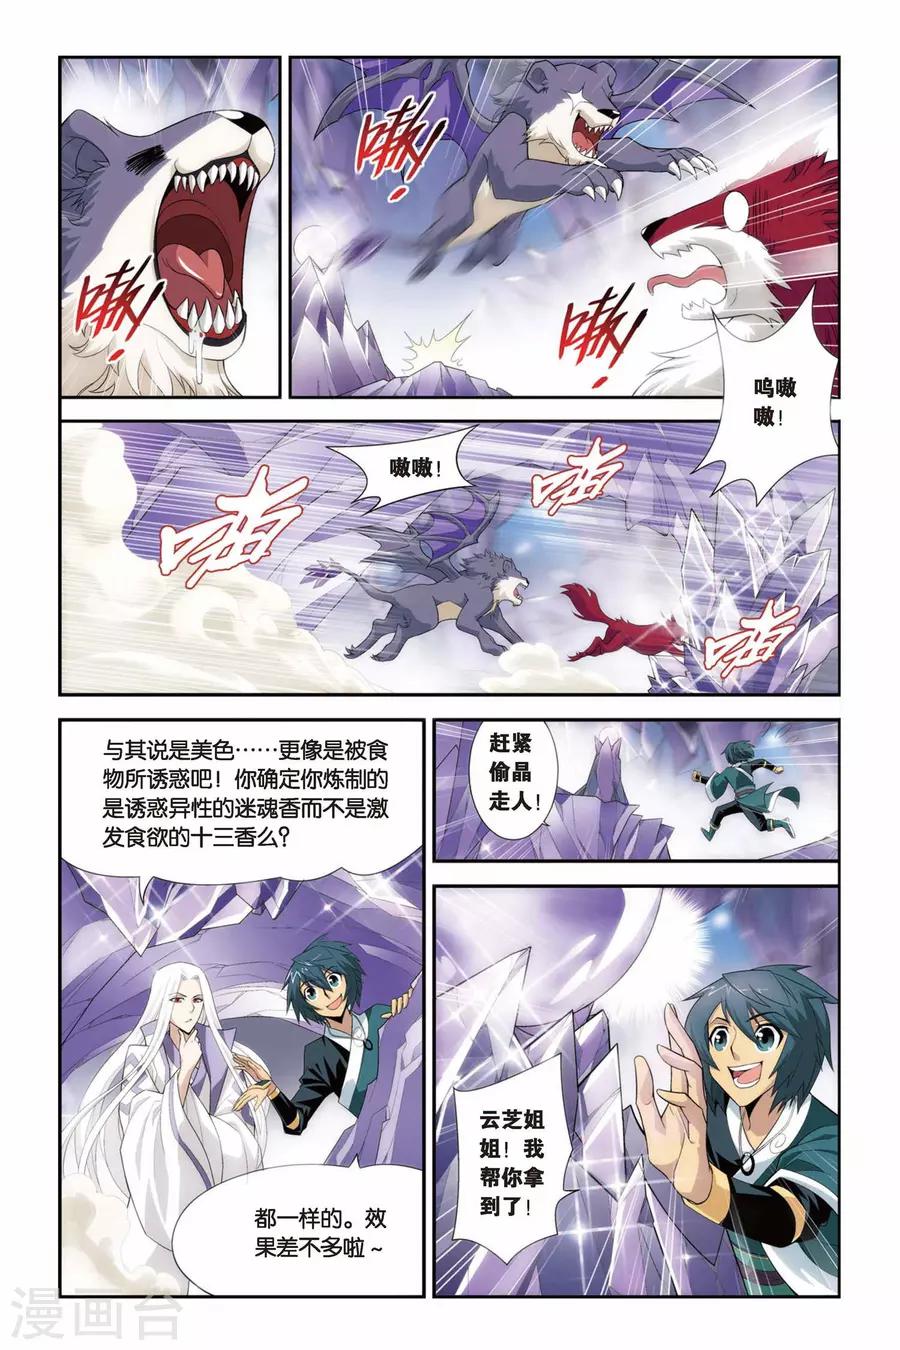 嗷!
嗷!
嗷!
呜嗷
嗷!
嗷嗷!
啮
啮
啮
与其说是美色……更像是被食
物所诱惑吧!你确定你炼制的
是诱惑异性的迷魂香而不是激
发食欲的十三香么?
都一样的。效
果差不多啦~
赶紧
偷晶
走人!
云芝姐
姐!我
帮你拿
到了!
漫画台